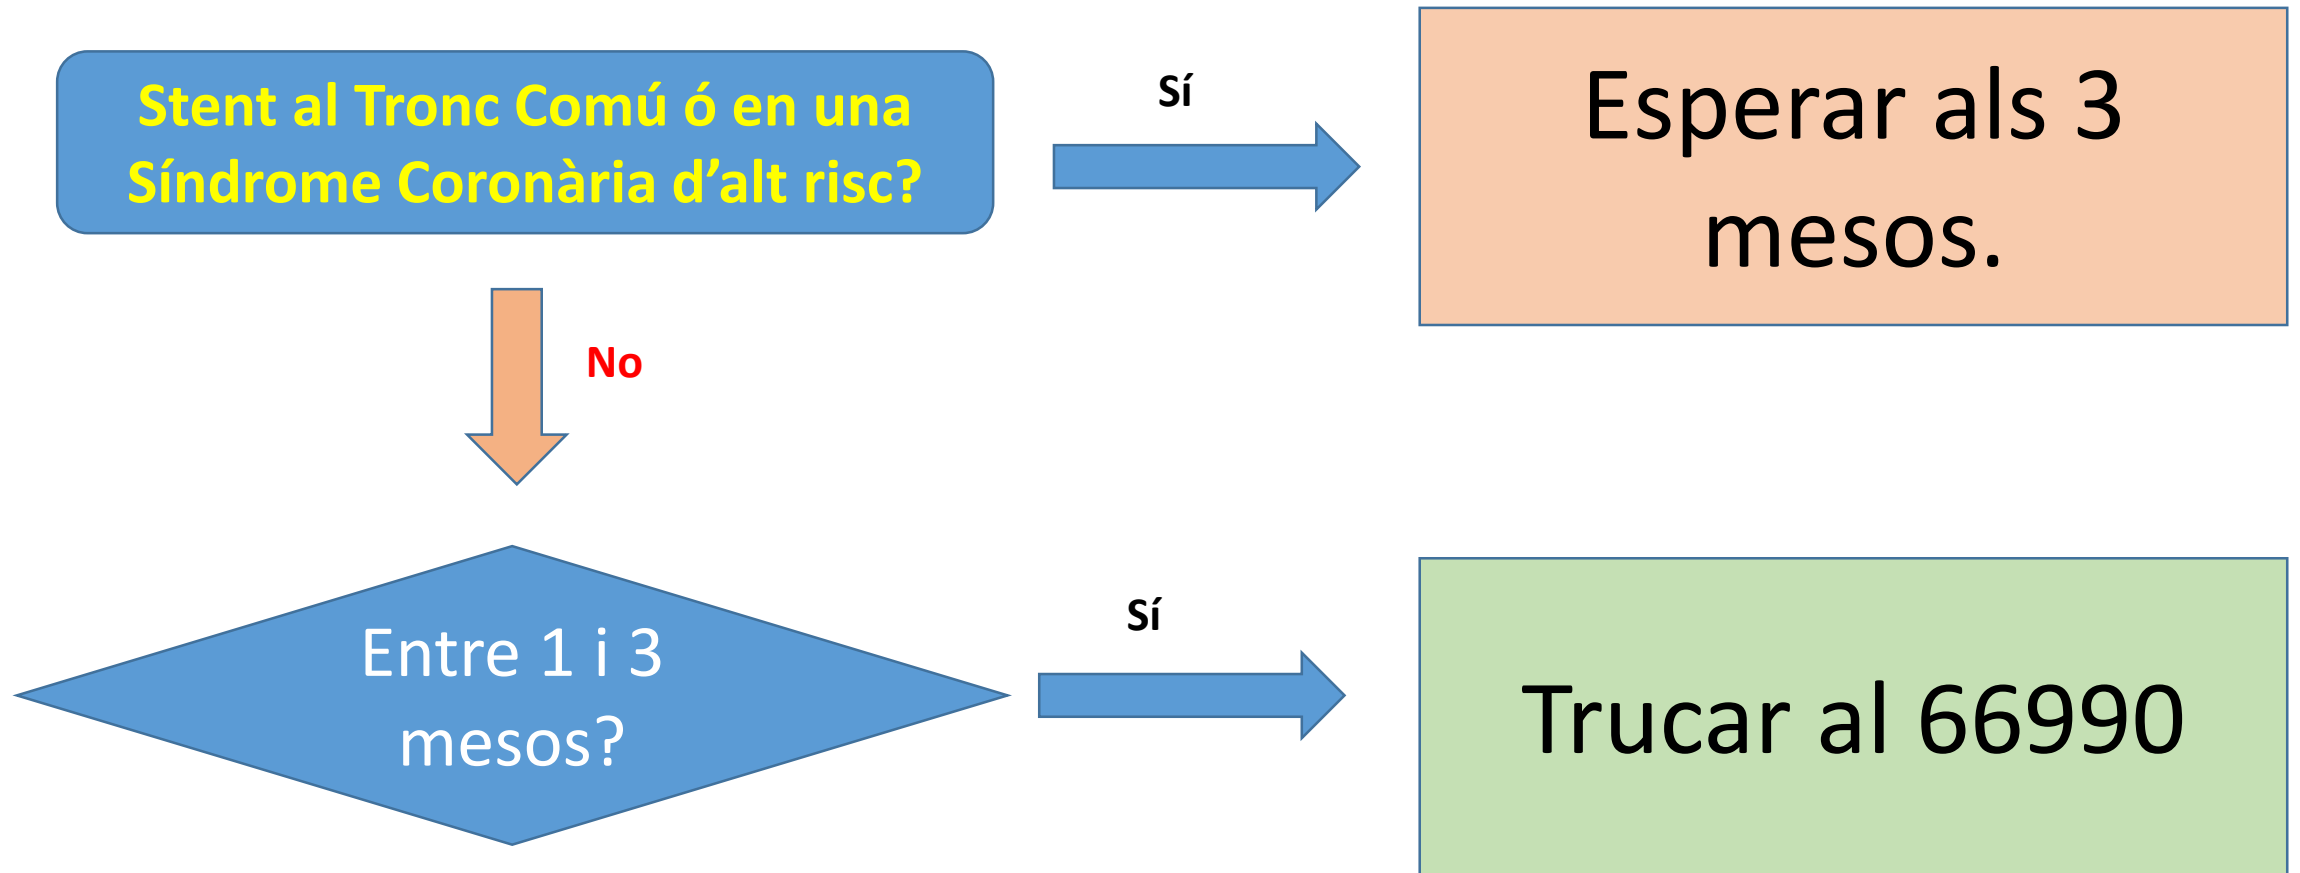 Stent al Tronc Comú ó en una
Síndrome Coronària d’alt risc?
Sí
Esperar als 3
mesos.
No
Entre 1 i 3
mesos?
Sí
Trucar al 66990